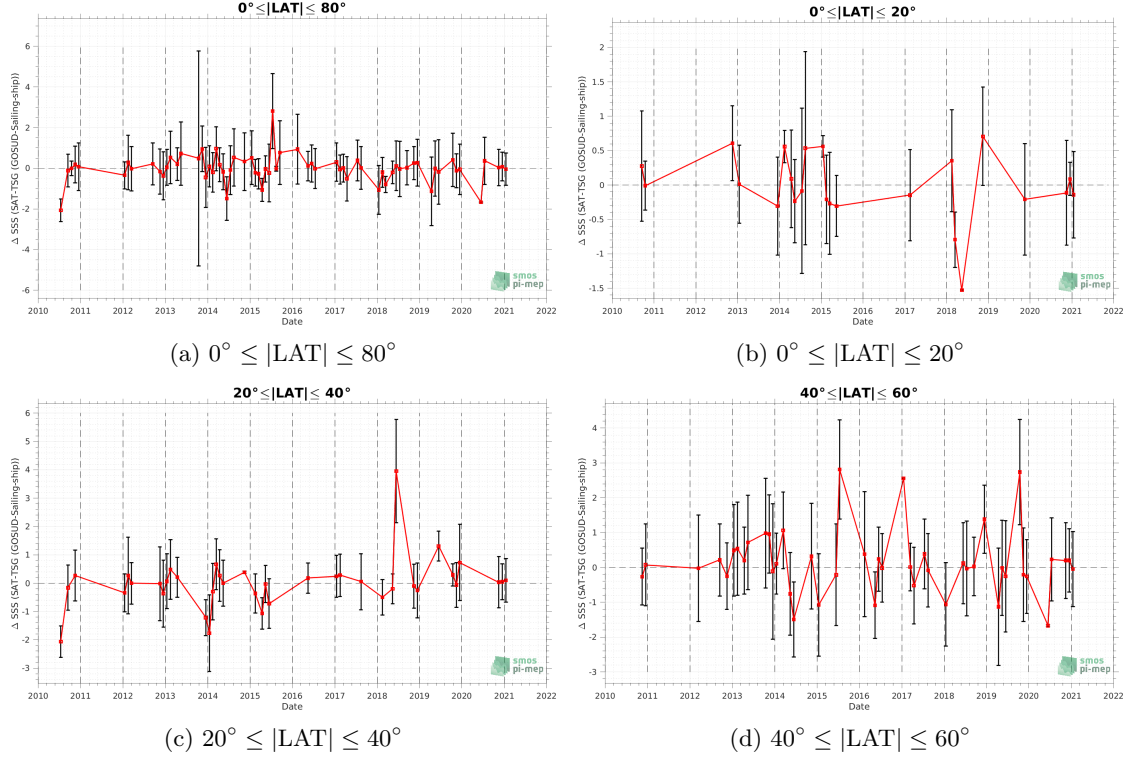 0°≤|LAT|≤ 80°
Δ SSS (SAT-TSG (GOSUD-Sailing-ship))
6
4
2
0
-2
-4
-6
2010 2011 2012 2013 2014 2015 2016 2017 2018 2019 2020 2021 2022
Date
smos
pi-mep
(a) 0° ≤ |LAT| ≤ 80°
0°≤|LAT|≤ 20°
Δ SSS (SAT-TSG (GOSUD-Sailing-ship))
2
1.5
1
0.5
0
-0.5
-1
-1.5
2010 2011 2012 2013 2014 2015 2016 2017 2018 2019 2020 2021 2022
Date
smos
pi-mep
(b) 0° ≤ |LAT| ≤ 20°
20°≤|LAT|≤ 40°
Δ SSS (SAT-TSG (GOSUD-Sailing-ship))
6
5
4
3
2
1
0
-1
-2
-3
2010 2011 2012 2013 2014 2015 2016 2017 2018 2019 2020 2021 2022
Date
smos
pi-mep
(c) 20° ≤ |LAT| ≤ 40°
40°≤|LAT|≤ 60°
Δ SSS (SAT-TSG (GOSUD-Sailing-ship))
4
3
2
1
0
-1
-2
-3
2010 2011 2012 2013 2014 2015 2016 2017 2018 2019 2020 2021 2022
Date
smos
pi-mep
(d) 40° ≤ |LAT| ≤ 60°